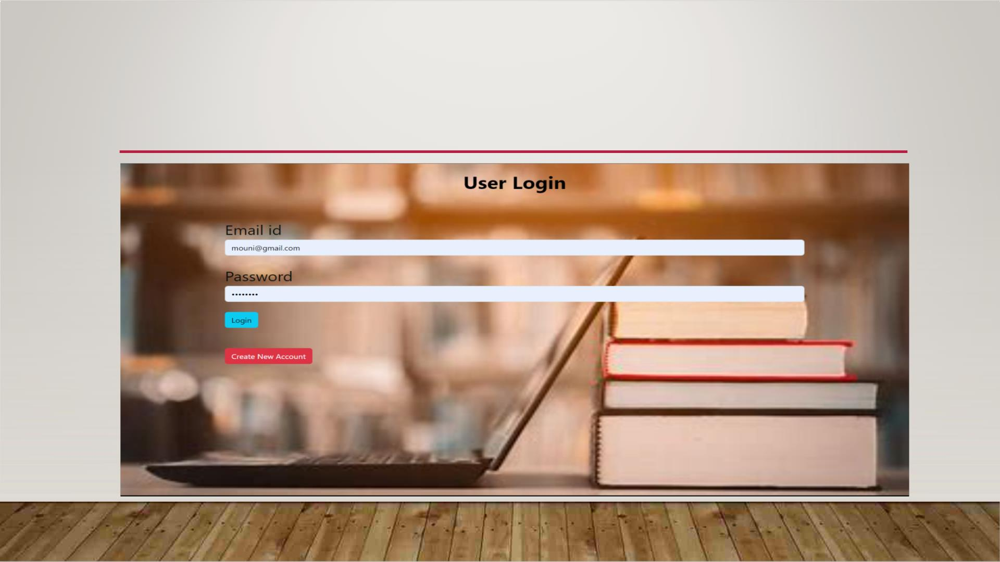 User Login
Email id
mouni@gmail.com
Password
••••••••
Login
Create New Account